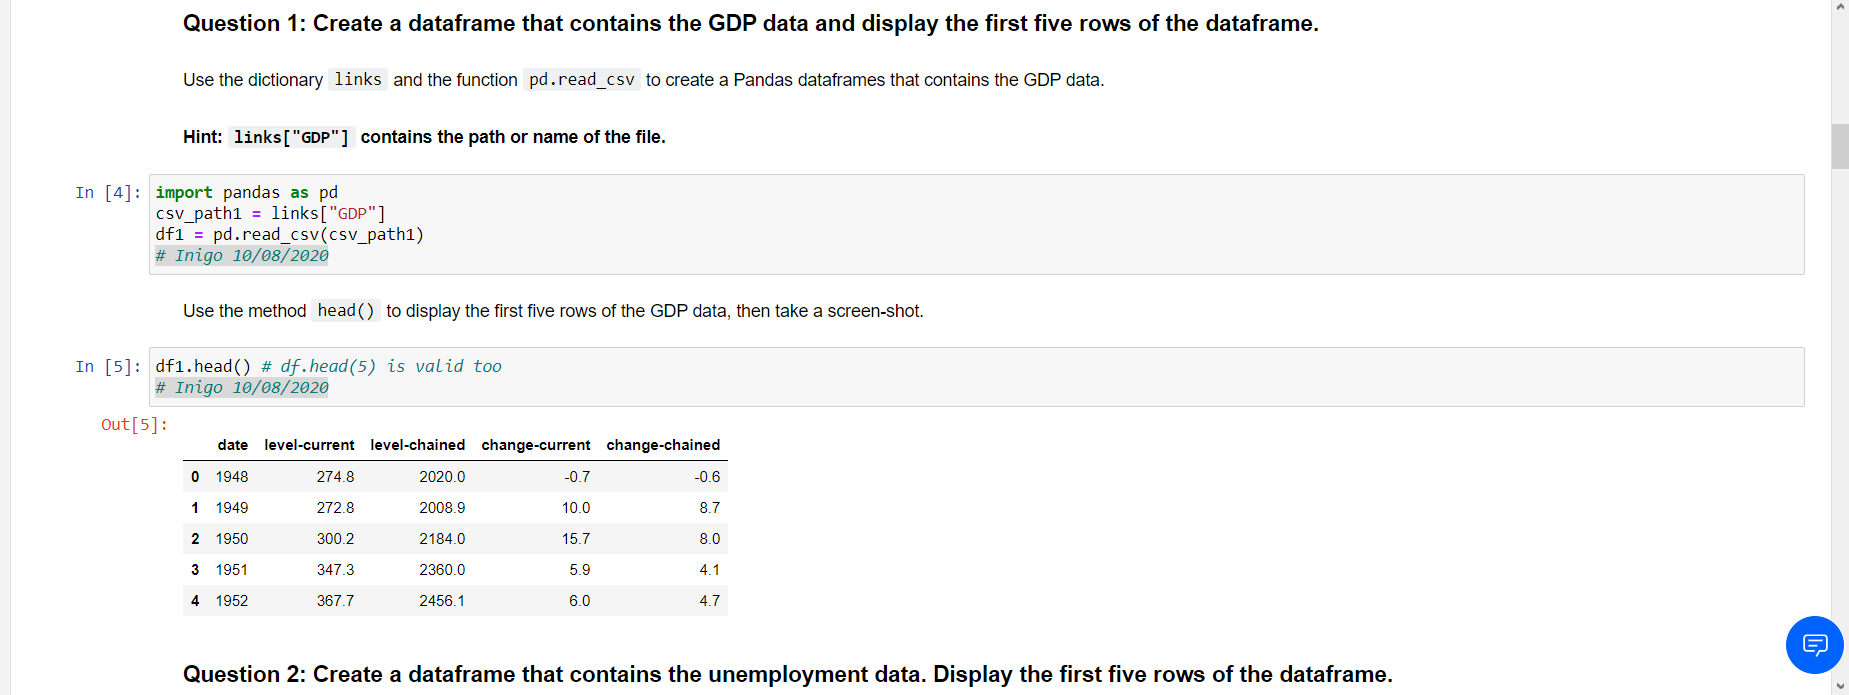 Question 1: Create a dataframe that contains the GDP data and display the first five rows of the dataframe.
Use the dictionary links and the function pd.read_csv to create a Pandas dataframes that contains the GDP data.
Hint: links["GDP"] contains the path or name of the file.
In [4]: import pandas as pd
csv_path1 = links["GDP"]
df1 = pd.read_csv(csv_path1)
# Inigo 10/08/2020
Use the method head() to display the first five rows of the GDP data, then take a screen-shot.
In [5]: df1.head() # df.head(5) is valid too
# Inigo 10/08/2020
Out[5]:
date level-current level-chained change-current change-chained
0 1948 274.8 2020.0 -0.7 -0.6
1 1949 272.8 2008.9 10.0 8.7
2 1950 300.2 2184.0 15.7 8.0
3 1951 347.3 2360.0 5.9 4.1
4 1952 367.7 2456.1 6.0 4.7
Question 2: Create a dataframe that contains the unemployment data. Display the first five rows of the dataframe.